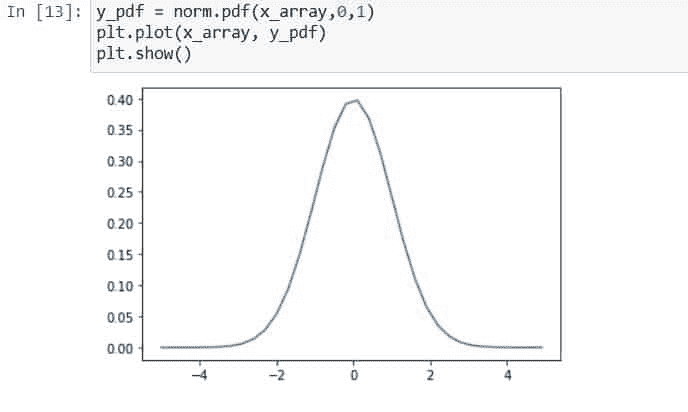 In [13]: y_pdf = norm.pdf(x_array,0,1)
plt.plot(x_array, y_pdf)
plt.show()
0.40
0.35
0.30
0.25
0.20
0.15
0.10
0.05
0.00
−4 −2 0 2 4